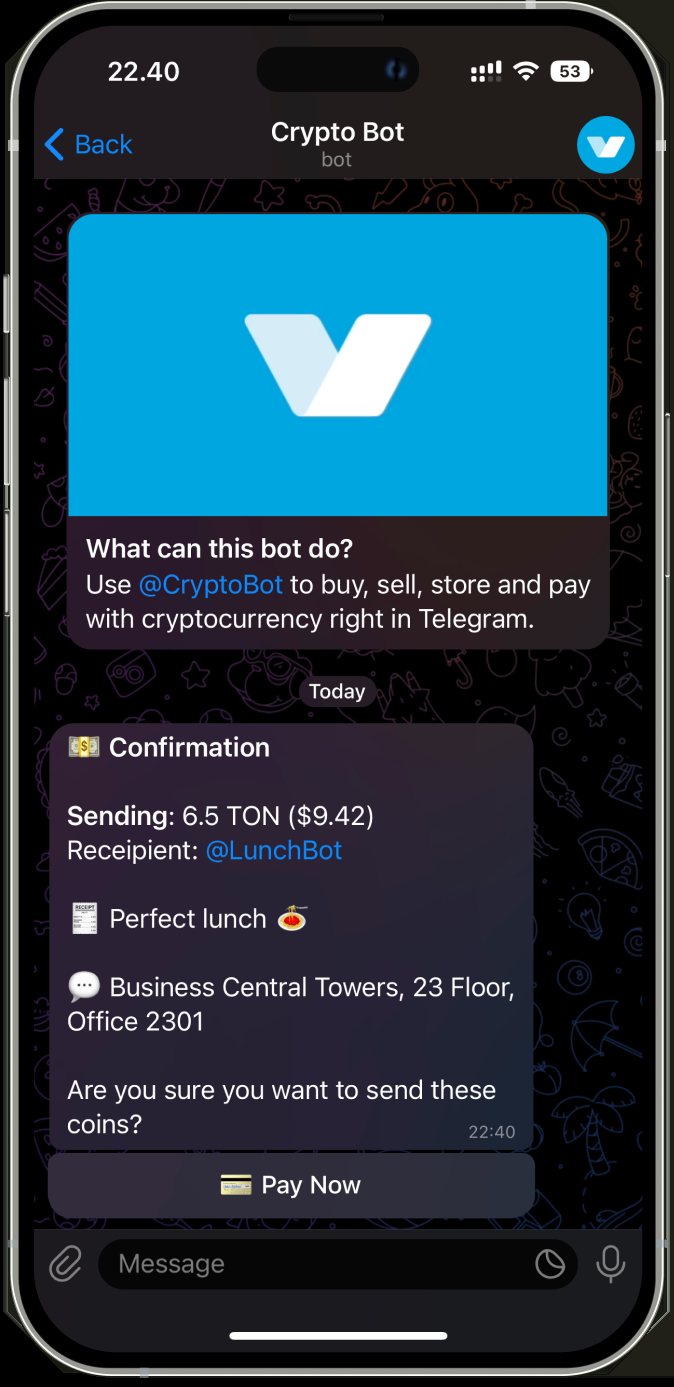 22.40
53
Back
Crypto Bot
bot
What can this bot do?
Use @CryptoBot to buy, sell, store and pay
with cryptocurrency right in Telegram.
Today
💵 Confirmation
Sending: 6.5 TON ($9.42)
Receipient: @LunchBot
🧾 Perfect lunch 🍝
💬 Business Central Towers, 23 Floor,
Office 2301
Are you sure you want to send these
coins?
22:40
💳 Pay Now
Message